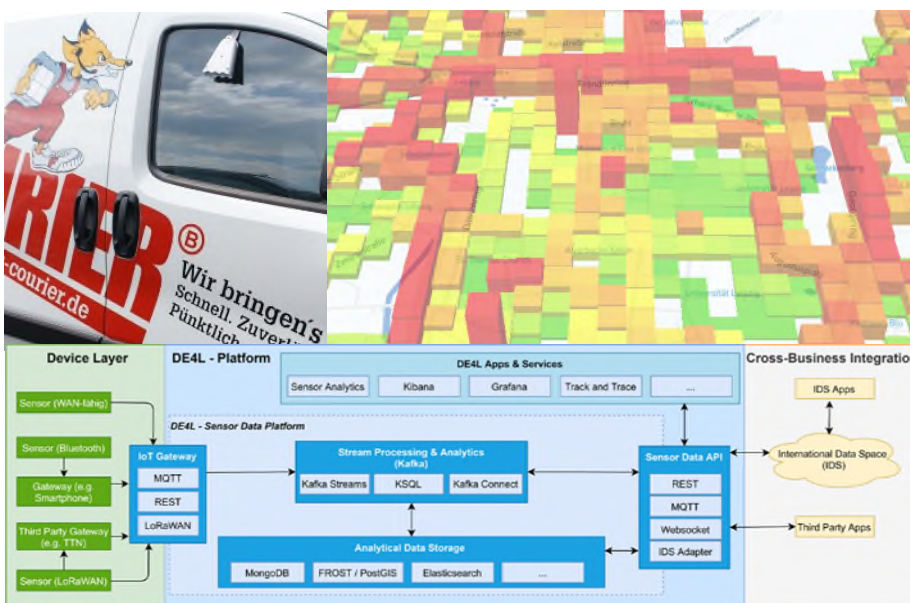 RIER
®
-courier.de
Wir bringen's
Schnell. Zuverl
Pünktlich
Device Layer
DE4L - Platform
Cross-Business Integration
DE4L Apps & Services
Sensor Analytics
Kibana
Grafana
Track and Trace
...
IDS Apps
Sensor (WAN-fähig)
DE4L - Sensor Data Platform
Sensor (Bluetooth)
IoT Gateway
Stream Processing & Analytics
(Kafka)
Sensor Data API
International Data Space
(IDS)
MQTT
Kafka Streams
KSQL
Kafka Connect
REST
Gateway (e.g.
Smartphone)
REST
MQTT
Third Party Gateway
(e.g. TTN)
LoRaWAN
Websocket
Third Party Apps
Analytical Data Storage
IDS Adapter
Sensor (LoRaWAN)
MongoDB
FROST / PostGIS
Elasticsearch
...